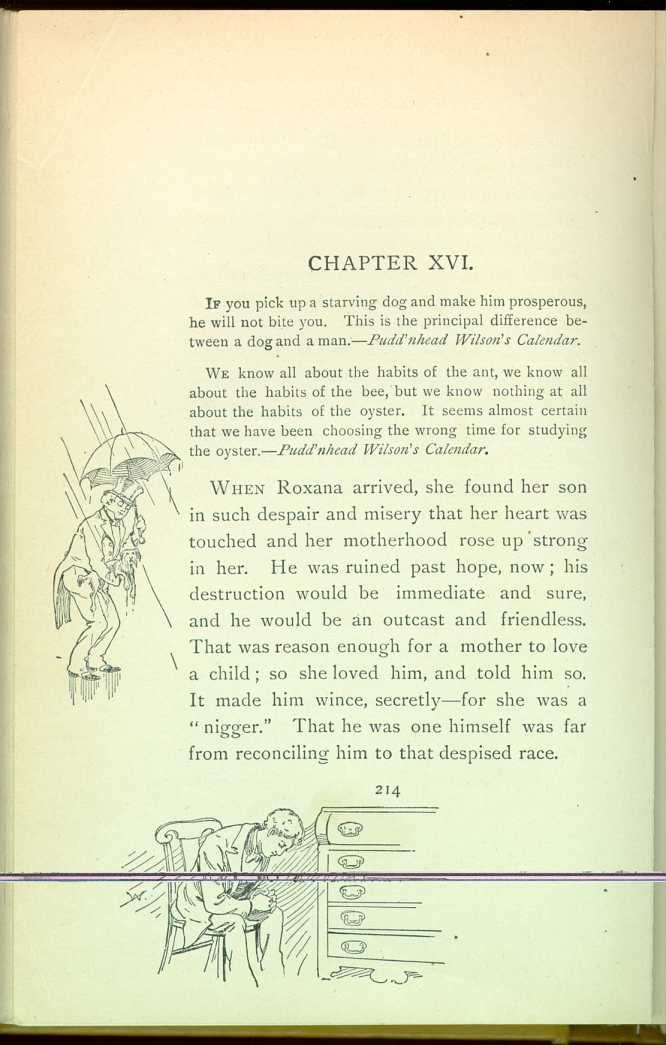 CHAPTER XVI.
IF you pick up a starving dog and make him prosperous,
he will not bite you. This is the principal difference be-
tween a dog and a man.—Pudd'nhead Wilson's Calendar.
WE know all about the habits of the ant, we know all
about the habits of the bee, but we know nothing at all
about the habits of the oyster. It seems almost certain
that we have been choosing the wrong time for studying
the oyster.—Pudd'nhead Wilson's Calendar.
WHEN Roxana arrived, she found her son
in such despair and misery that her heart was
touched and her motherhood rose up strong
in her. He was ruined past hope, now; his
destruction would be immediate and sure,
and he would be an outcast and friendless.
That was reason enough for a mother to love
a child; so she loved him, and told him so.
It made him wince, secretly—for she was a
"nigger." That he was one himself was far
from reconciling him to that despised race.
214